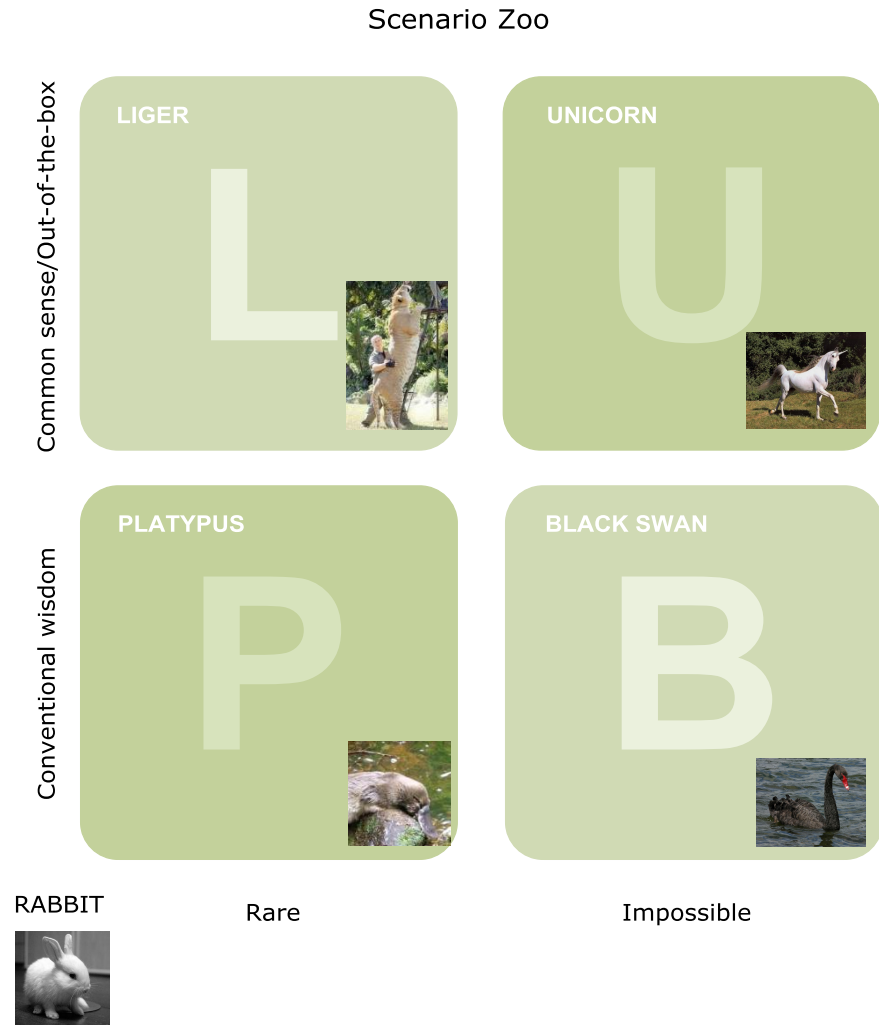 Scenario Zoo
Common sense/Out-of-the-box
LIGER
L
UNICORN
U
Conventional wisdom
PLATYPUS
P
BLACK SWAN
B
RABBIT
Rare
Impossible